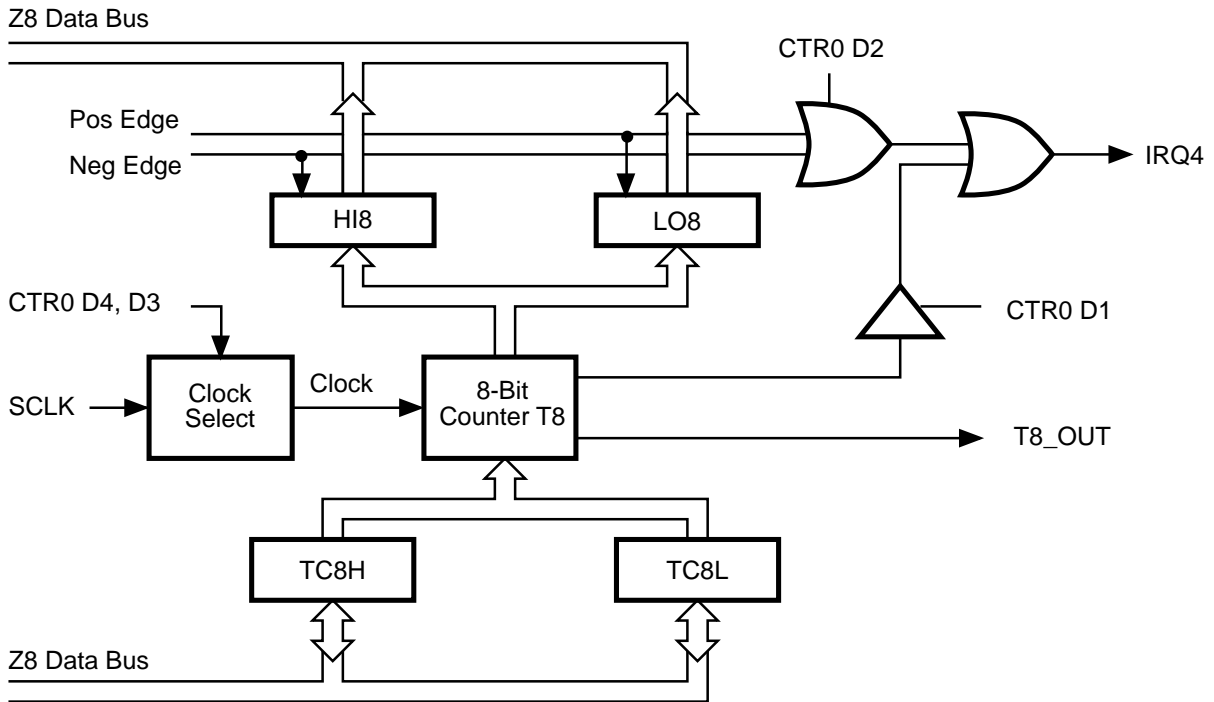 Z8 Data Bus
CTR0 D2
Pos Edge
Neg Edge
IRQ4
HI8
LO8
CTR0 D4, D3
CTR0 D1
Clock
Select
Clock
8-Bit
Counter T8
SCLK
T8_OUT
TC8H
TC8L
Z8 Data Bus